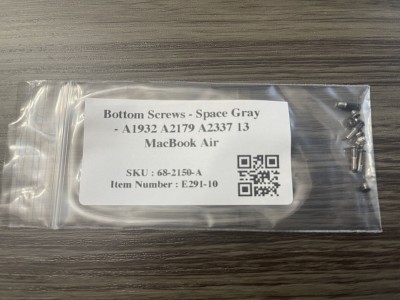 Bottom Screws - Space Gray
- A1932 A2179 A2337 13
MacBook Air
SKU : 68-2150-A
Item Number : E291-10